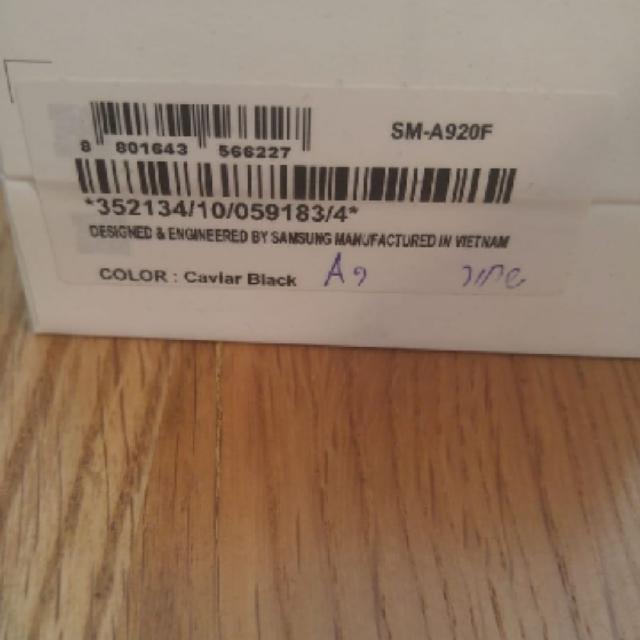 SM-A920F
8 801643 566227
*352134/10/059183/4*
DESIGNED & ENGINEERED BY SAMSUNG MANUFACTURED IN VIETNAM
COLOR : Caviar Black A9